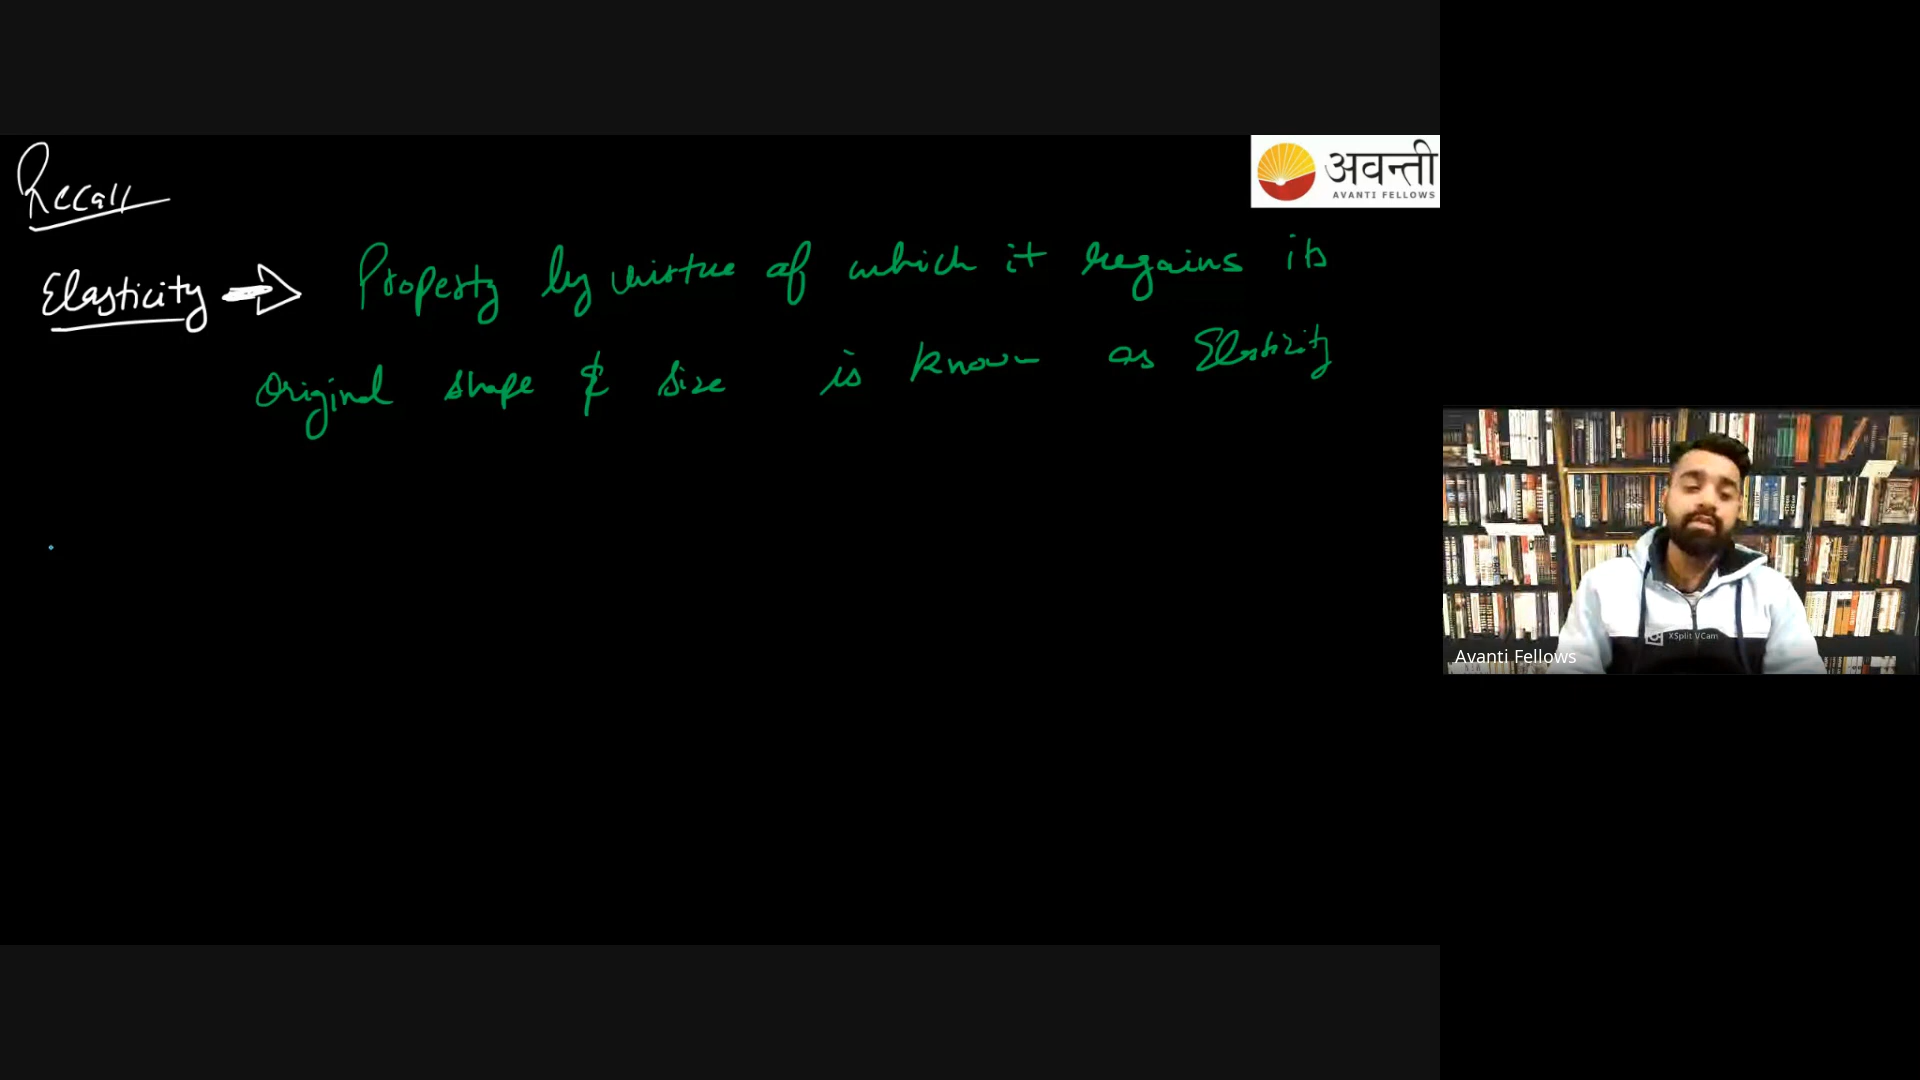 Recall
अवन्ती
AVANTI FELLOWS
Elasticity → Property by virtue of which it regains its
Original shape & size is known as Elasticity
XSplit VCam
Avanti Fellows